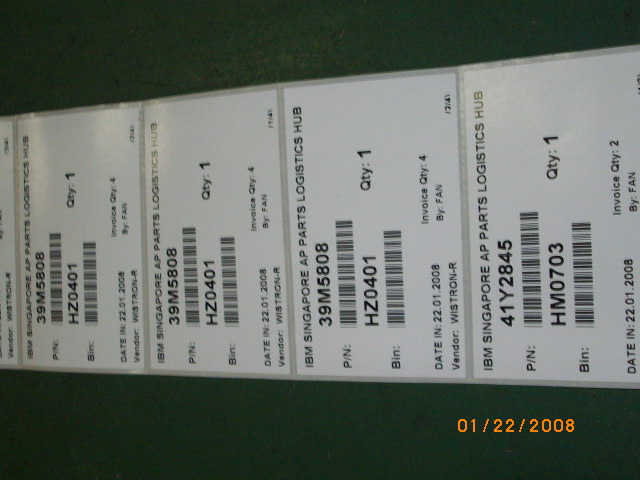 Vendor: WISTRON-R
IBM SINGAPORE AP PARTS LOGISTICS HUB
39M5808
P/N:
Qty: 1
HZ0401
Bin:
Invoice Qty: 4
DATE IN: 22.01.2008
By: FAN
Vendor: WISTRON-R
IBM SINGAPORE AP PARTS LOGISTICS HUB
39M5808
P/N:
Qty: 1
HZ0401
Bin:
Invoice Qty: 4
DATE IN: 22.01.2008
By: FAN
Vendor: WISTRON-R
(1/4)
IBM SINGAPORE AP PARTS LOGISTICS HUB
39M5808
P/N:
Qty: 1
HZ0401
Bin:
Invoice Qty: 4
DATE IN: 22.01.2008
By: FAN
Vendor: WISTRON-R
(2/4)
IBM SINGAPORE AP PARTS LOGISTICS HUB
41Y2845
P/N:
Qty: 1
HM0703
Bin:
Invoice Qty: 2
DATE IN: 22.01.2008
By: FAN
01/22/2008